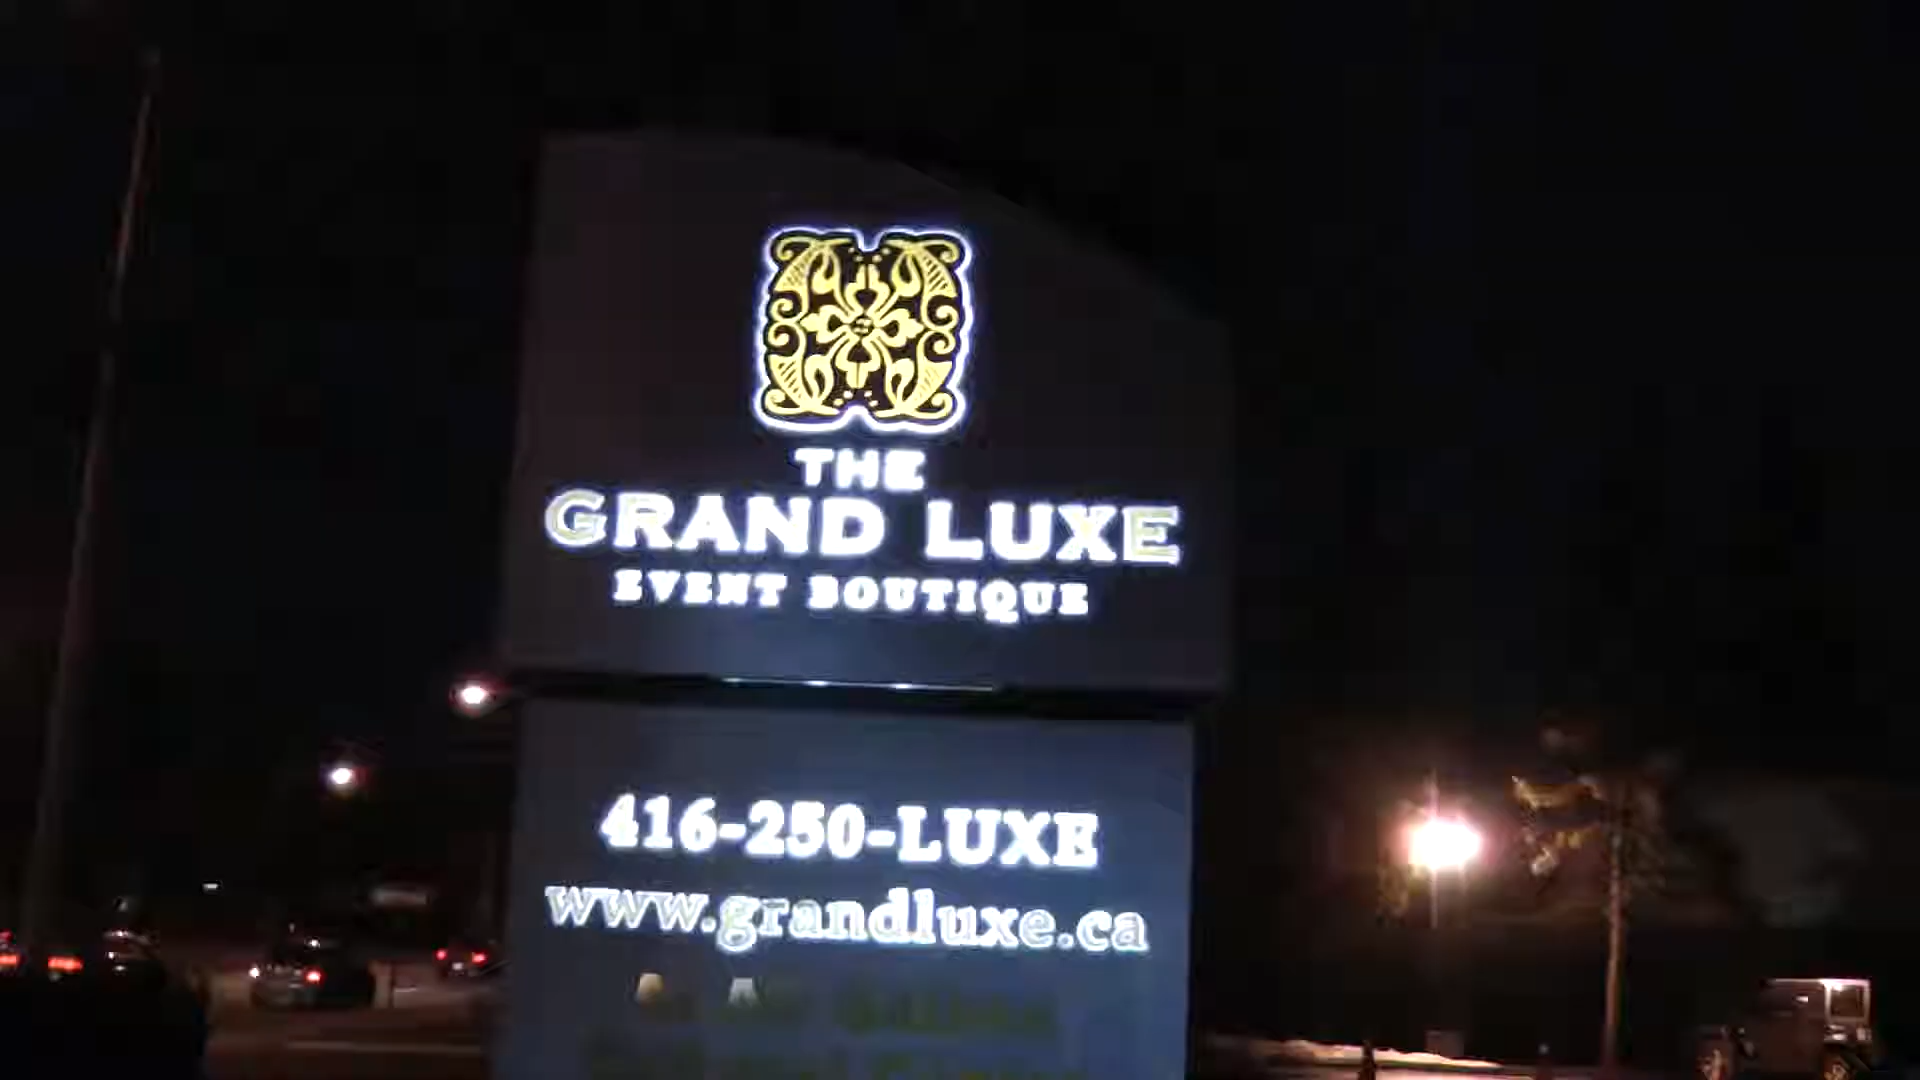 THE
GRAND LUXE
EVENT BOUTIQUE
416-250-LUXE
www.grandluxe.ca